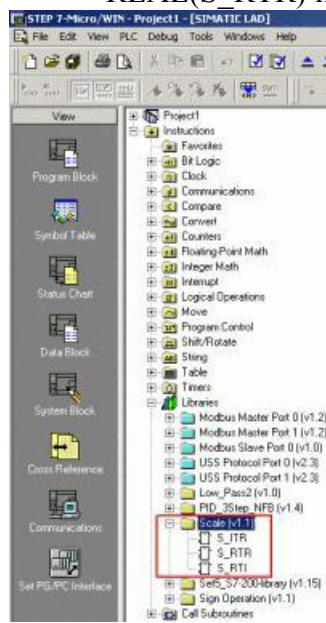 REAL(S_RTR)
STEP 7-Micro/WIN - Project1 - [SIMATIC LAD]
File Edit View PLC Debug Tools Windows Help
View
Program Block
Symbol Table
Status Chart
Data Block
System Block
Cross Reference
Communications
Set PG/PC Interface
Project1
Instructions
Favorites
Bit Logic
Clock
Communications
Compare
Convert
Counters
Floating-Point Math
Integer Math
Interrupt
Logical Operations
Move
Program Control
Shift/Rotate
String
Table
Timers
Libraries
Modbus Master Port 0 (v1.2)
Modbus Master Port 1 (v1.2)
Modbus Slave Port 0 (v1.0)
USS Protocol Port 0 (v2.3)
USS Protocol Port 1 (v2.3)
Low_Pass2 (v1.0)
PID_3Step_NFB (v1.4)
Scale (v1.1)
S_ITR
S_RTR
S_RTI
Set5_S7-200-library (v1.15)
Sign Operation (v1.1)
Call Subroutines